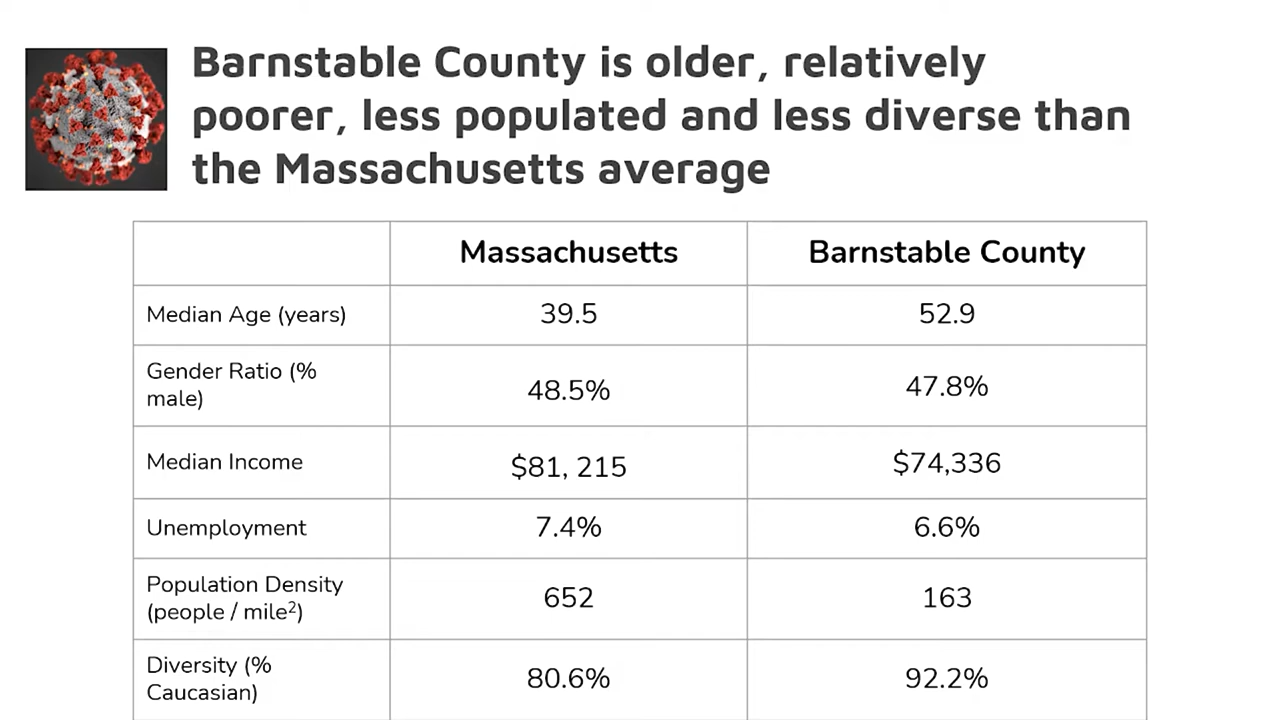 Barnstable County is older, relatively
poorer, less populated and less diverse than
the Massachusetts average
Massachusetts
Barnstable County
Median Age (years)
39.5
52.9
Gender Ratio (%
male)
48.5%
47.8%
Median Income
$81, 215
$74,336
Unemployment
7.4%
6.6%
Population Density
(people / mile²)
652
163
Diversity (%
Caucasian)
80.6%
92.2%